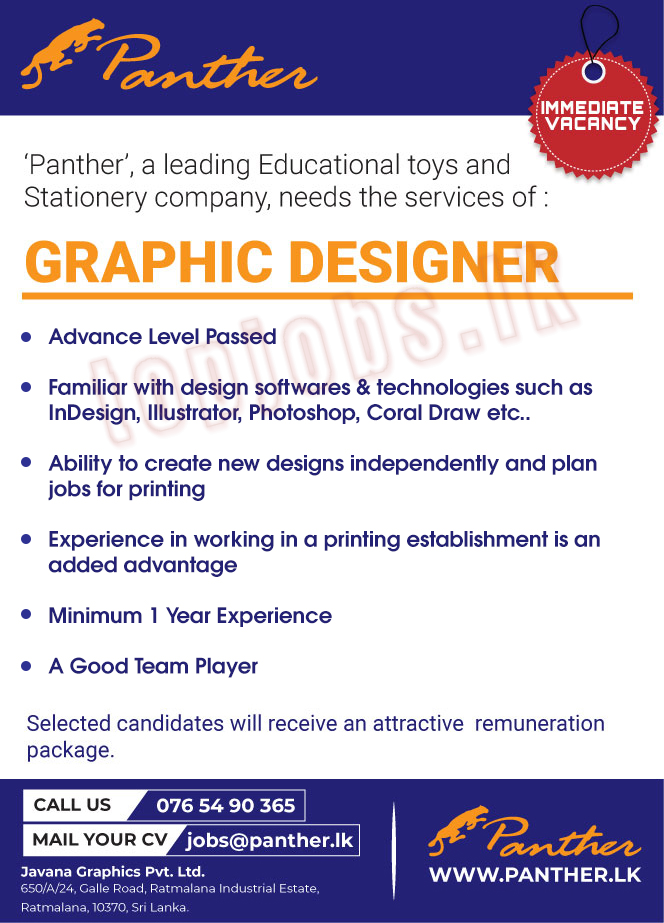 Panther
IMMEDIATE
VACANCY
‘Panther’, a leading Educational toys and
Stationery company, needs the services of :
GRAPHIC DESIGNER
topjobs.lk
• Advance Level Passed
• Familiar with design softwares & technologies such as
InDesign, Illustrator, Photoshop, Coral Draw etc..
• Ability to create new designs independently and plan
jobs for printing
• Experience in working in a printing establishment is an
added advantage
• Minimum 1 Year Experience
• A Good Team Player
Selected candidates will receive an attractive remuneration
package.
CALL US 076 54 90 365
MAIL YOUR CV jobs@panther.lk
Javana Graphics Pvt. Ltd.
650/A/24, Galle Road, Ratmalana Industrial Estate,
Ratmalana, 10370, Sri Lanka.
Panther
WWW.PANTHER.LK